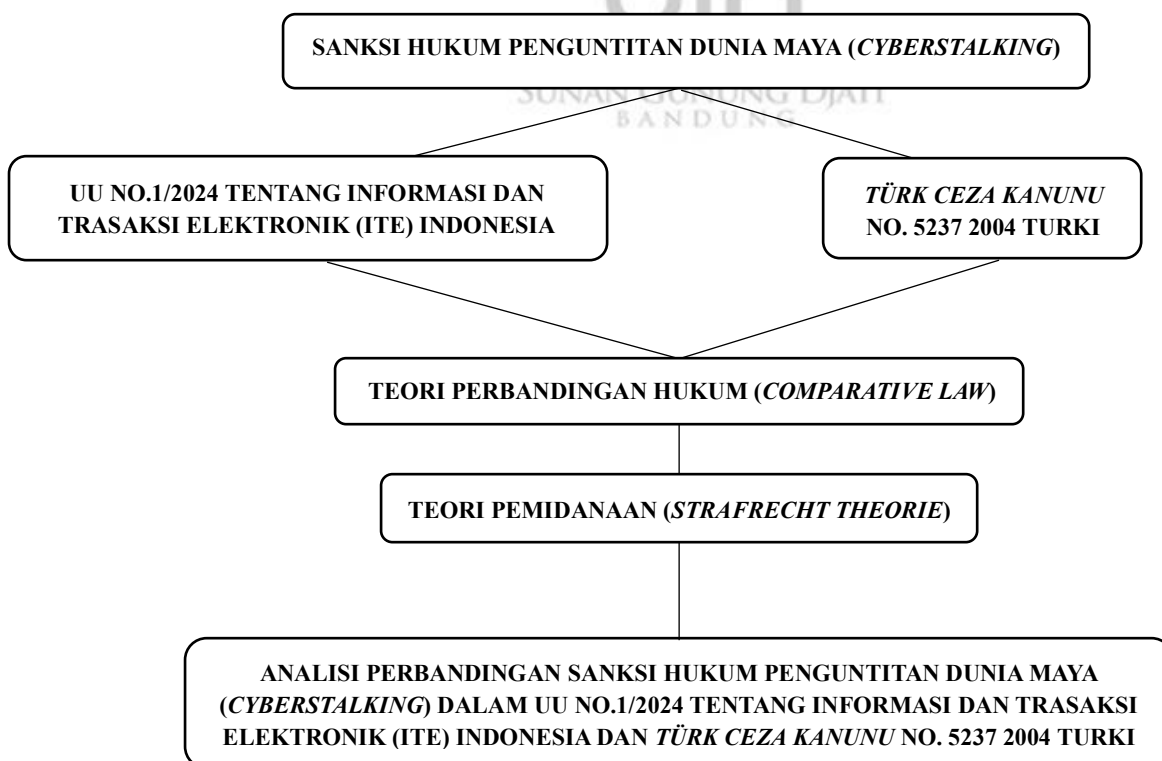 SANKSI HUKUM PENGUNTITAN DUNIA MAYA (CYBERSTALKING)
SUNAN GUNUNG DJATI
BANDUNG
UU NO.1/2024 TENTANG INFORMASI DAN
TRASAKSI ELEKTRONIK (ITE) INDONESIA
TÜRK CEZA KANUNU
NO. 5237 2004 TURKI
TEORI PERBANDINGAN HUKUM (COMPARATIVE LAW)
TEORI PEMIDANAAN (STRAFRECHT THEORIE)
ANALISI PERBANDINGAN SANKSI HUKUM PENGUNTITAN DUNIA MAYA
(CYBERSTALKING) DALAM UU NO.1/2024 TENTANG INFORMASI DAN TRASAKSI
ELEKTRONIK (ITE) INDONESIA DAN TÜRK CEZA KANUNU NO. 5237 2004 TURKI